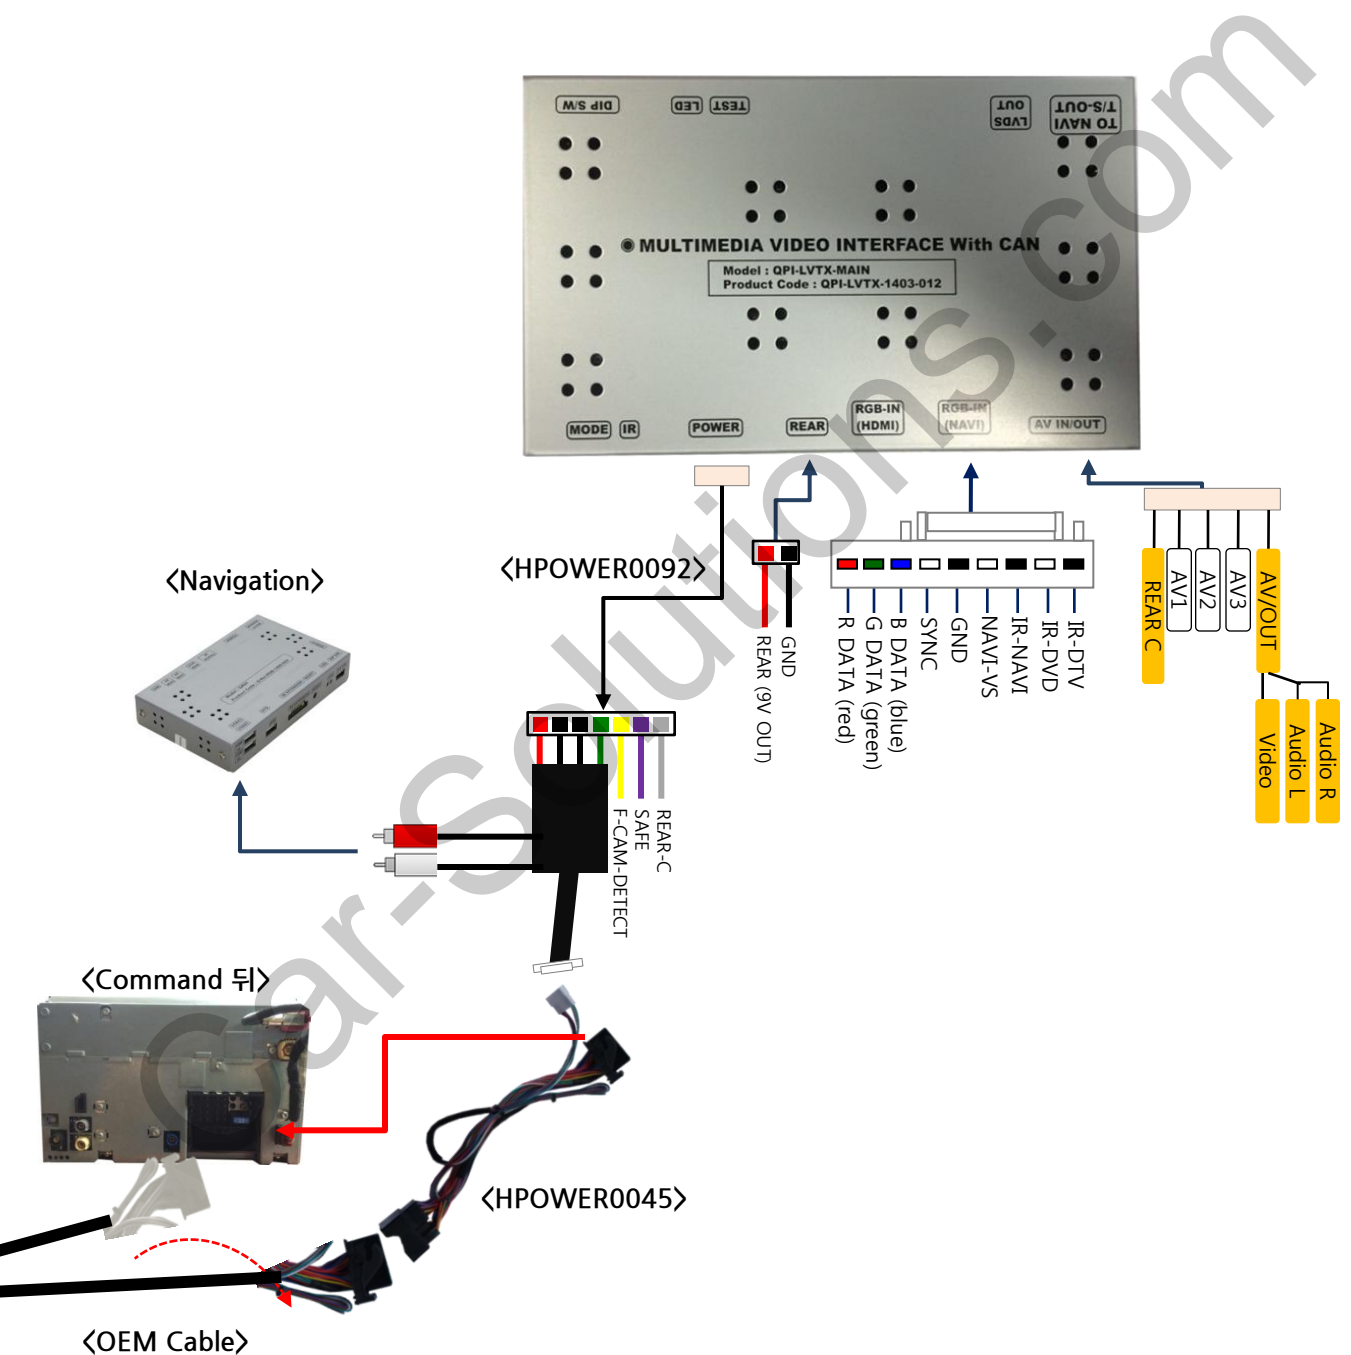 DIP S/W
LED
TEST
LVDS
OUT
TO NAVI
T/S-OUT
MULTIMEDIA VIDEO INTERFACE With CAN
Model : QPI-LVTX-MAIN
Product Code : QPI-LVTX-1403-012
MODE
IR
POWER
REAR
RGB-IN
(HDMI)
RGB-IN
(NAVI)
AV IN/OUT
<HPOWER0092>
<Navigation>
REAR (9V OUT)
GND
R DATA (red)
G DATA (green)
B DATA (blue)
SYNC
GND
NAVI-VS
IR-NAVI
IR-DVD
IR-DTV
REAR C
AV1
AV2
AV3
AV/OUT
Video
Audio L
Audio R
F-CAM-DETECT
SAFE
REAR-C
<Command 뒤>
<HPOWER0045>
<OEM Cable>
Car-Solutions.com